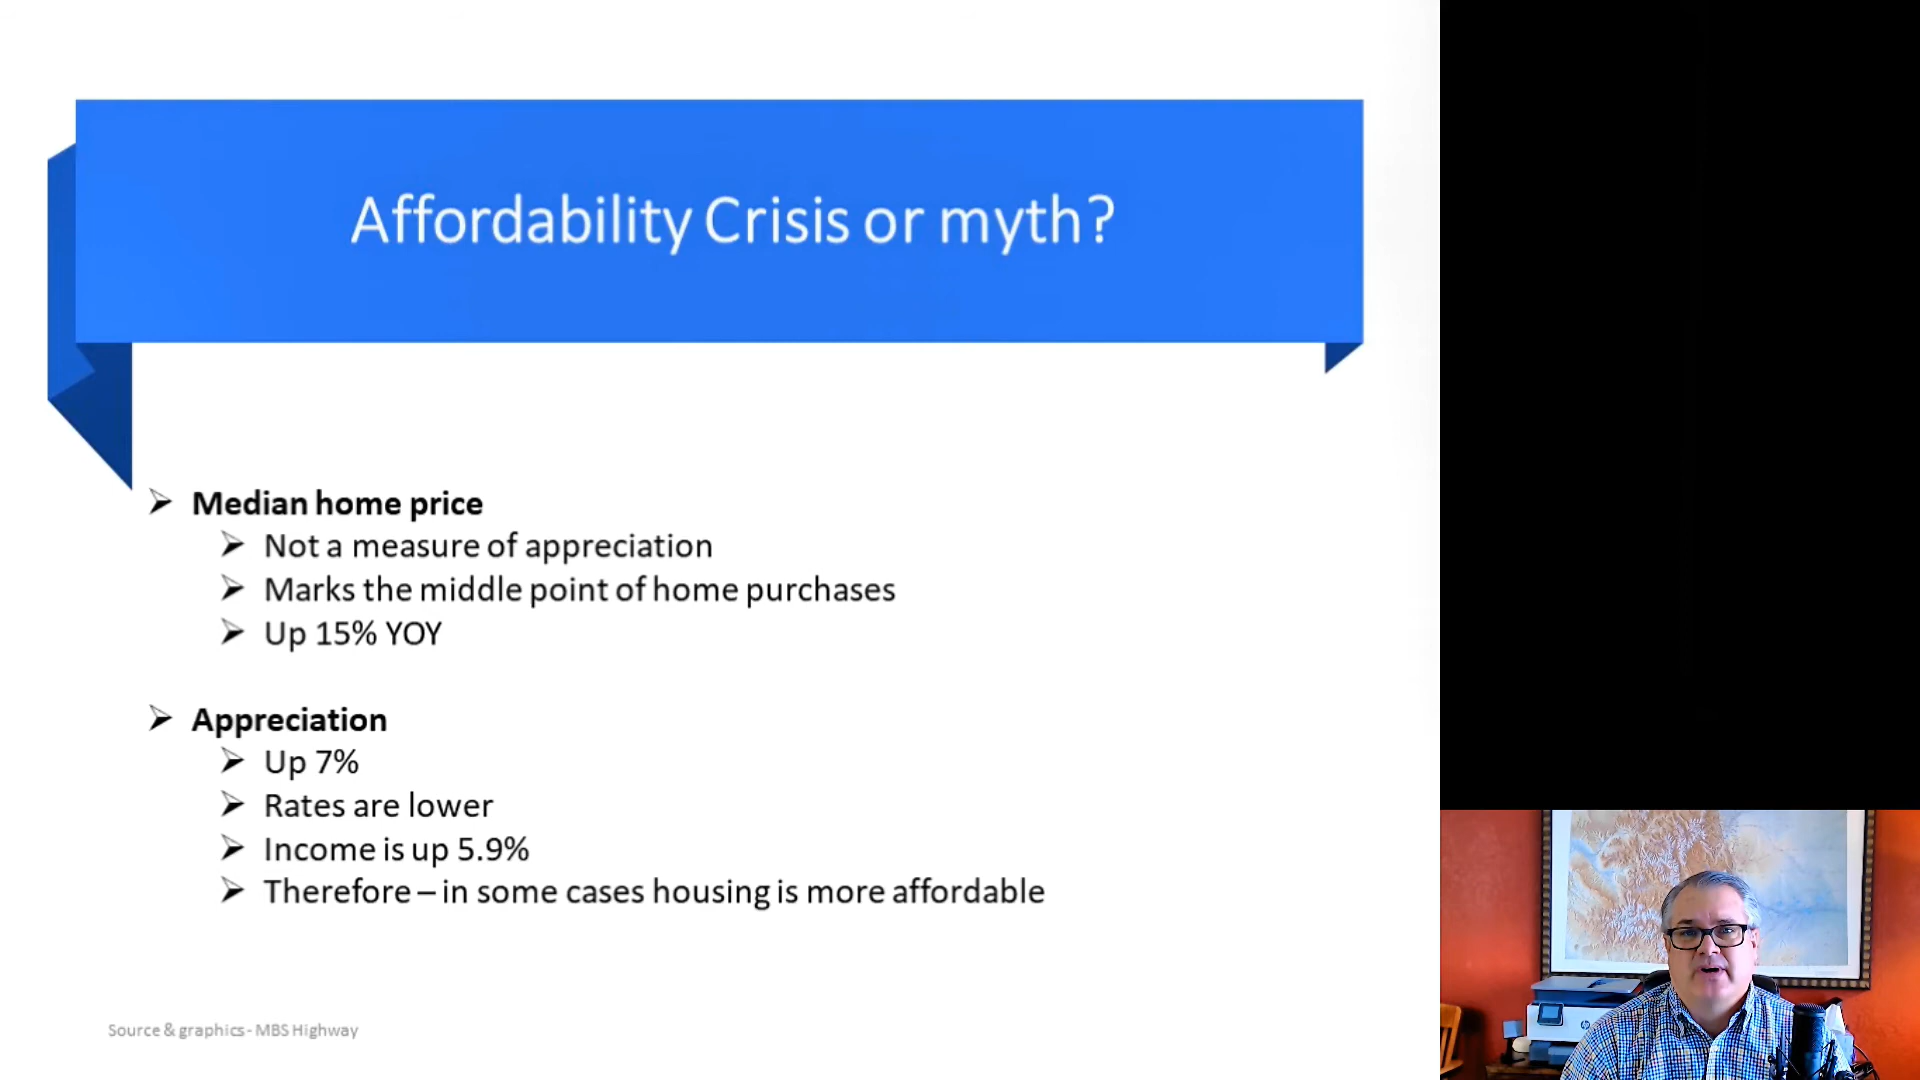 Affordability Crisis or myth?
Median home price
Not a measure of appreciation
Marks the middle point of home purchases
Up 15% YOY
Appreciation
Up 7%
Rates are lower
Income is up 5.9%
Therefore – in some cases housing is more affordable
Source & graphics - MBS Highway